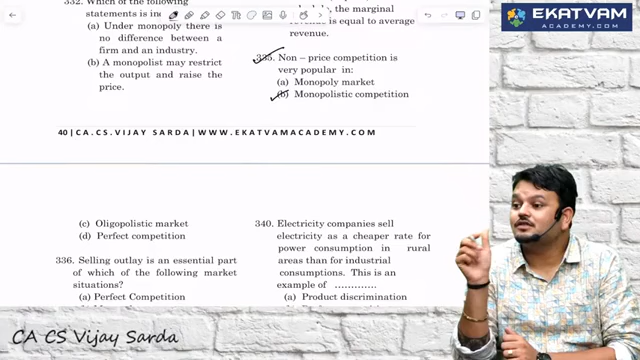 332. Which of the following
statements is in
(a) Under monopoly there is
no difference between a
firm and an industry.
(b) A monopolist may restrict
the output and raise the
price.
the marginal
revenue is equal to average
revenue.
335. Non – price competition is
very popular in:
(a) Monopoly market
(b) Monopolistic competition
40|CA.CS.VIJAY SARDA|WWW.EKATVAMACADEMY.COM
(c) Oligopolistic market
(d) Perfect competition
336. Selling outlay is an essential part
of which of the following market
situations?
(a) Perfect Competition
340. Electricity companies sell
electricity as a cheaper rate for
power consumption in rural
areas than for industrial
consumptions. This is an
example of .............
(a) Product discrimination
EKATVAM
ACADEMY.COM
CA CS Vijay Sarda